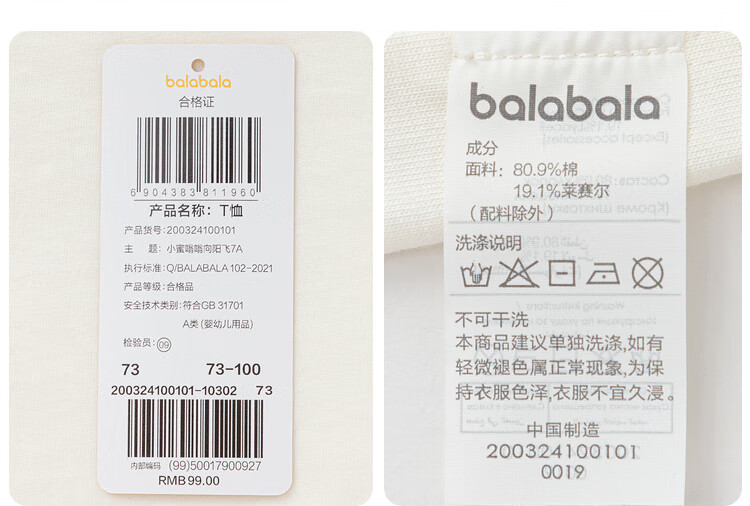 balabala
合格证
6 904383 811960
产品名称：T恤
产品货号：200324100101
主 题：小蜜嗡嗡向阳飞7A
执行标准：Q/BALABALA 102-2021
产品等级：合格品
安全技术类别：符合GB 31701
A类 (婴幼儿用品)
检验员：09
73 73-100
200324100101-10302 73
内部编码 (99)50017900927
RMB99.00
balabala
成分
面料：80.9%棉
19.1%莱赛尔
（配料除外）
洗涤说明
不可干洗
本商品建议单独洗涤,如有
轻微褪色属正常现象,为保
持衣服色泽,衣服不宜久浸。
中国制造
200324100101
0019